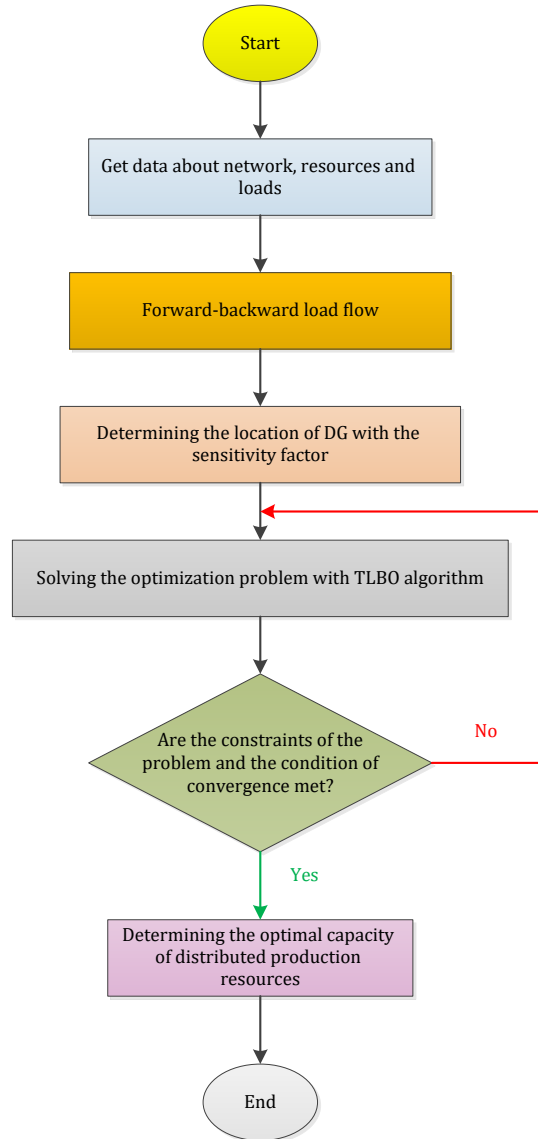 Start
Get data about network, resources and
loads
Forward-backward load flow
Determining the location of DG with the
sensitivity factor
Solving the optimization problem with TLBO algorithm
Are the constraints of the
problem and the condition of
convergence met?
No
Yes
Determining the optimal capacity
of distributed production
resources
End